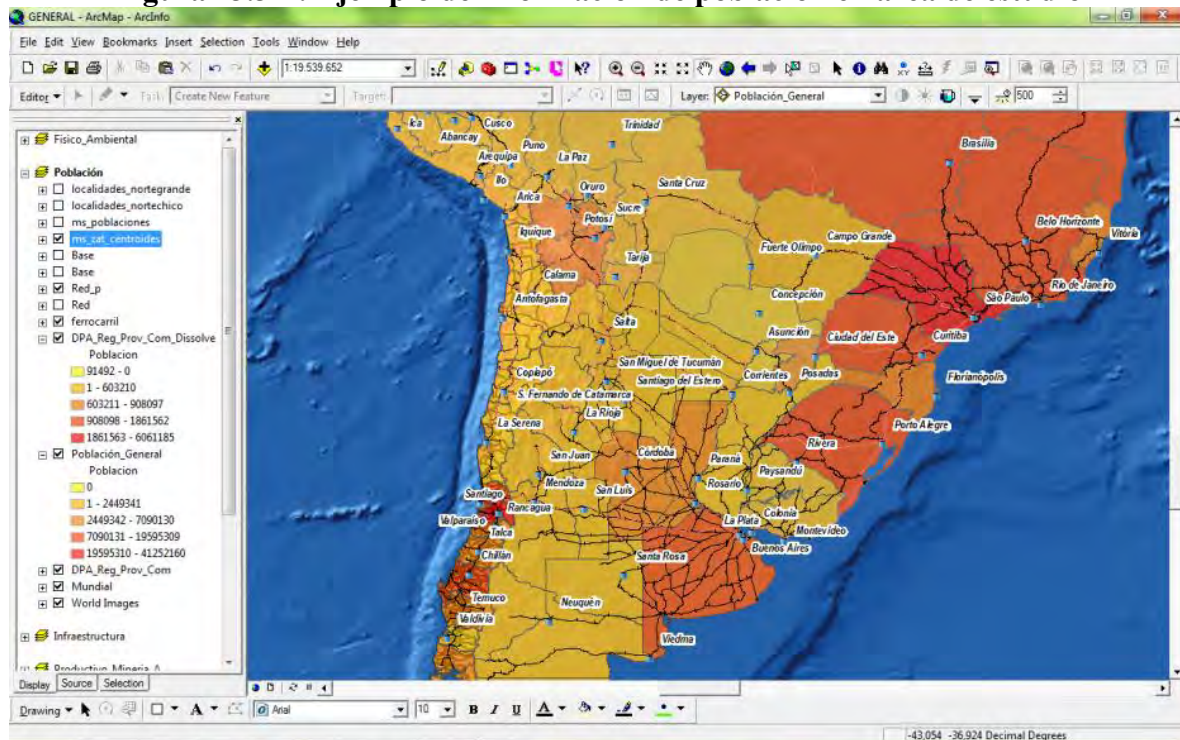 GENERAL - ArcMap - ArcInfo
File Edit View Bookmarks Insert Selection Tools Window Help
1:19.539.652
Editor Task: Create New Feature Target: Layer: Población_General 500
Fisico_Ambiental
Población
localidades_nortegrande
localidades_nortechico
ms_poblaciones
ms_zat_centroides
Base
Base
Red_p
Red
ferrocarril
DPA_Reg_Prov_Com_Dissolve
Poblacion
91492 - 0
1 - 603210
603211 - 908097
908098 - 1861562
1861563 - 6061185
Población_General
Poblacion
0
1 - 2449341
2449342 - 7090130
7090131 - 19595309
19595310 - 41252160
DPA_Reg_Prov_Com
Mundial
World Images
Infraestructura
Display Source Selection
Ica
Cusco
Abancay
Puno
Trinidad
Arequipa
La Paz
Brasilia
Ilo
Arica
Oruro
Santa Cruz
Sucre
Potosí
Iquique
Belo Horizonte
Vitória
Campo Grande
Fuerte Olimpo
Tarija
Calama
Rio de Janeiro
Antofagasta
Concepción
São Paulo
Salta
Asunción
Ciudad del Este
Curitiba
San Miguel de Tucumán
Copiapó
Santiago del Estero
Corrientes
Posadas
Florianópolis
S. Fernando de Catamarca
La Rioja
La Serena
Porto Alegre
Rivera
San Juan
Córdoba
Paraná
Paysandú
Mendoza
San Luis
Rosario
Santiago
Rancagua
Colonia
Valparaíso
La Plata
Montevideo
Talca
Buenos Aires
Chillán
Santa Rosa
Temuco
Neuquén
Valdivia
Viedma
Drawing A Arial 10 B I U A
-43,054 -36,924 Decimal Degrees